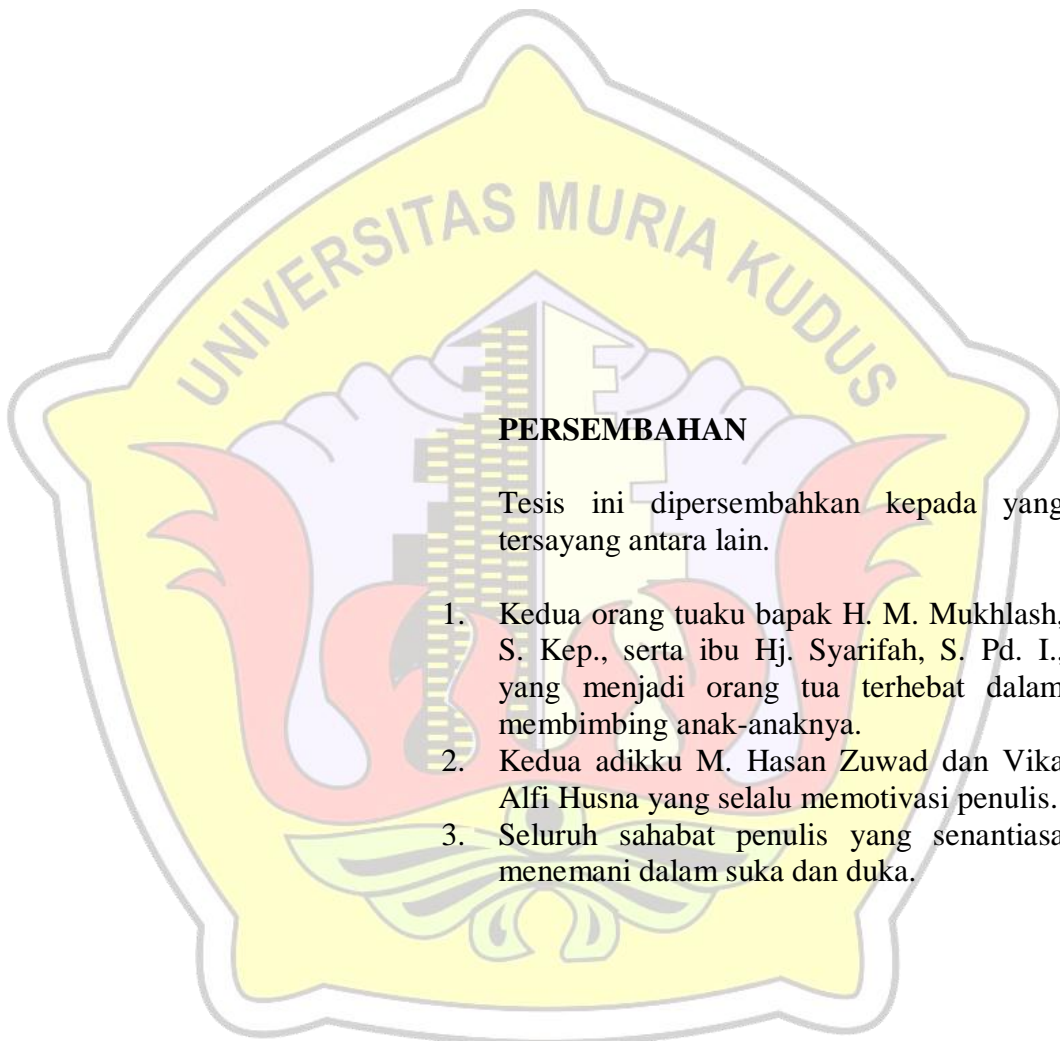 UNIVERSITAS MURIA KUDUS
PERSEMBAHAN
Tesis ini dipersembahkan kepada yang
tersayang antara lain.
1. Kedua orang tuaku bapak H. M. Mukhlash,
S. Kep., serta ibu Hj. Syarifah, S. Pd. I.,
yang menjadi orang tua terhebat dalam
membimbing anak-anaknya.
2. Kedua adikku M. Hasan Zuwad dan Vika
Alfi Husna yang selalu memotivasi penulis.
3. Seluruh sahabat penulis yang senantiasa
menemani dalam suka dan duka.